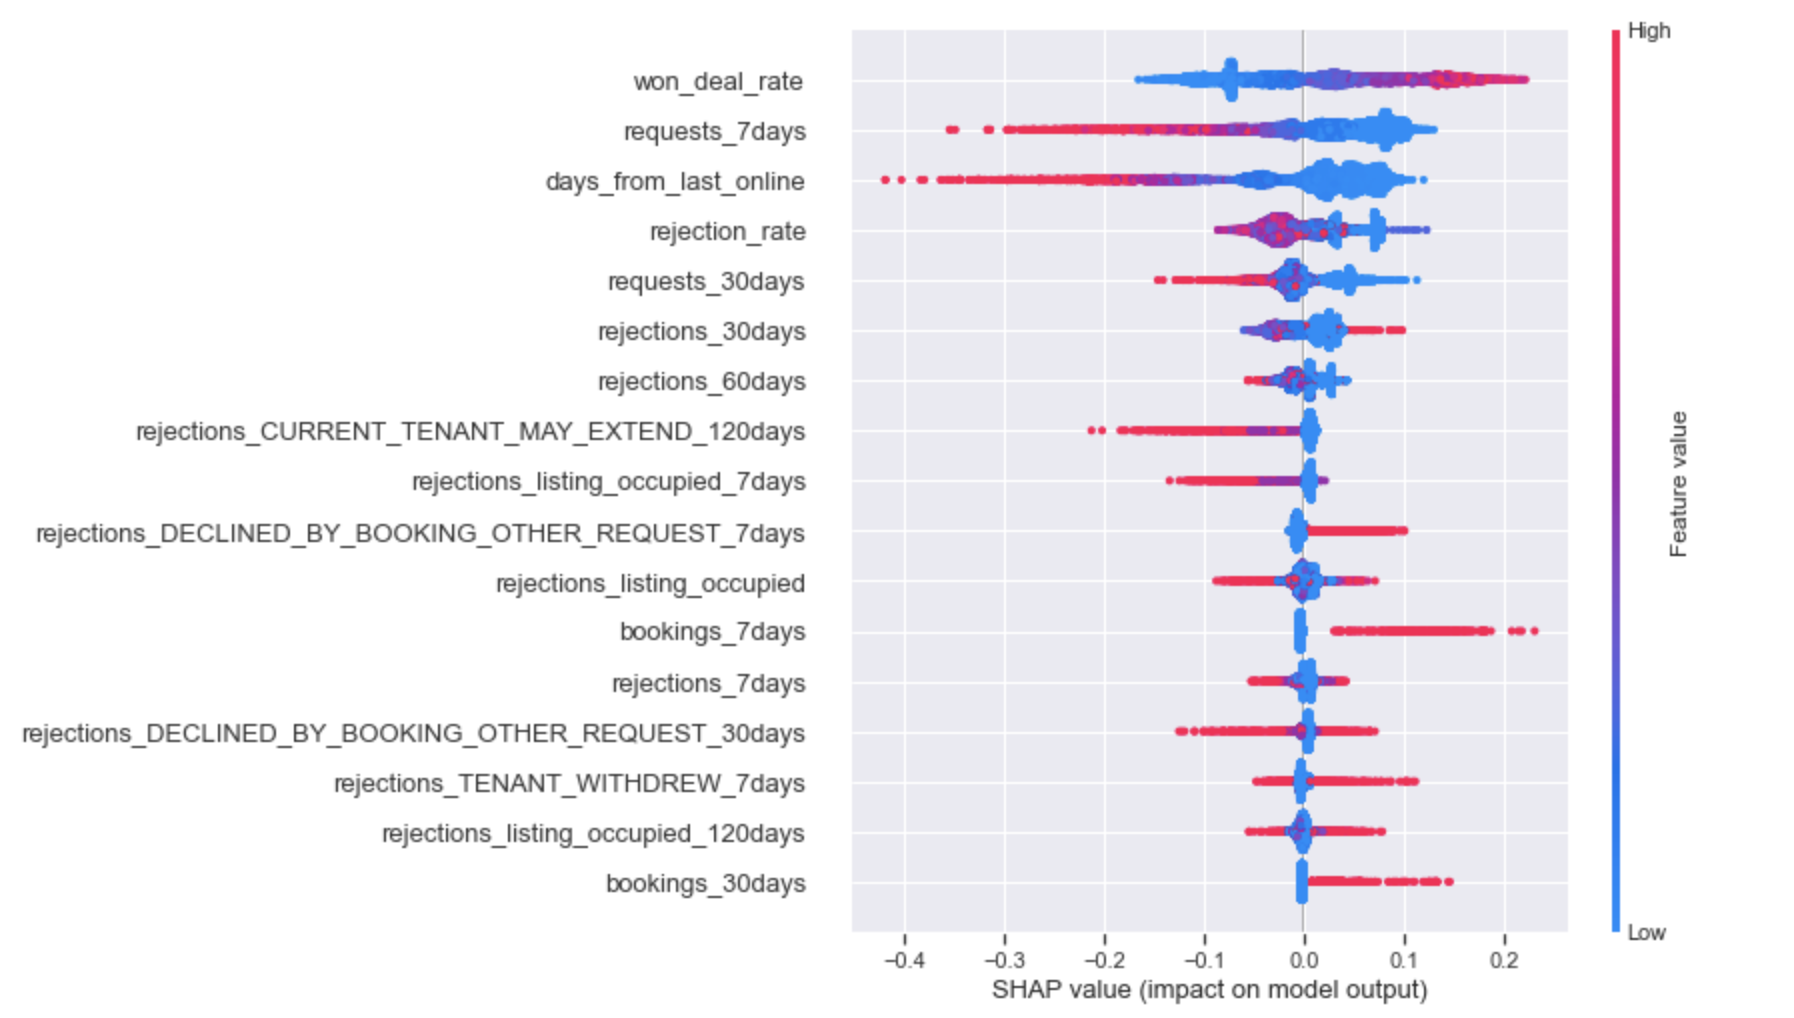 High
won_deal_rate
requests_7days
days_from_last_online
rejection_rate
requests_30days
rejections_30days
rejections_60days
rejections_CURRENT_TENANT_MAY_EXTEND_120days
rejections_listing_occupied_7days
rejections_DECLINED_BY_BOOKING_OTHER_REQUEST_7days
rejections_listing_occupied
bookings_7days
rejections_7days
rejections_DECLINED_BY_BOOKING_OTHER_REQUEST_30days
rejections_TENANT_WITHDREW_7days
rejections_listing_occupied_120days
bookings_30days
Feature value
Low
−0.4 −0.3 −0.2 −0.1 0.0 0.1 0.2
SHAP value (impact on model output)